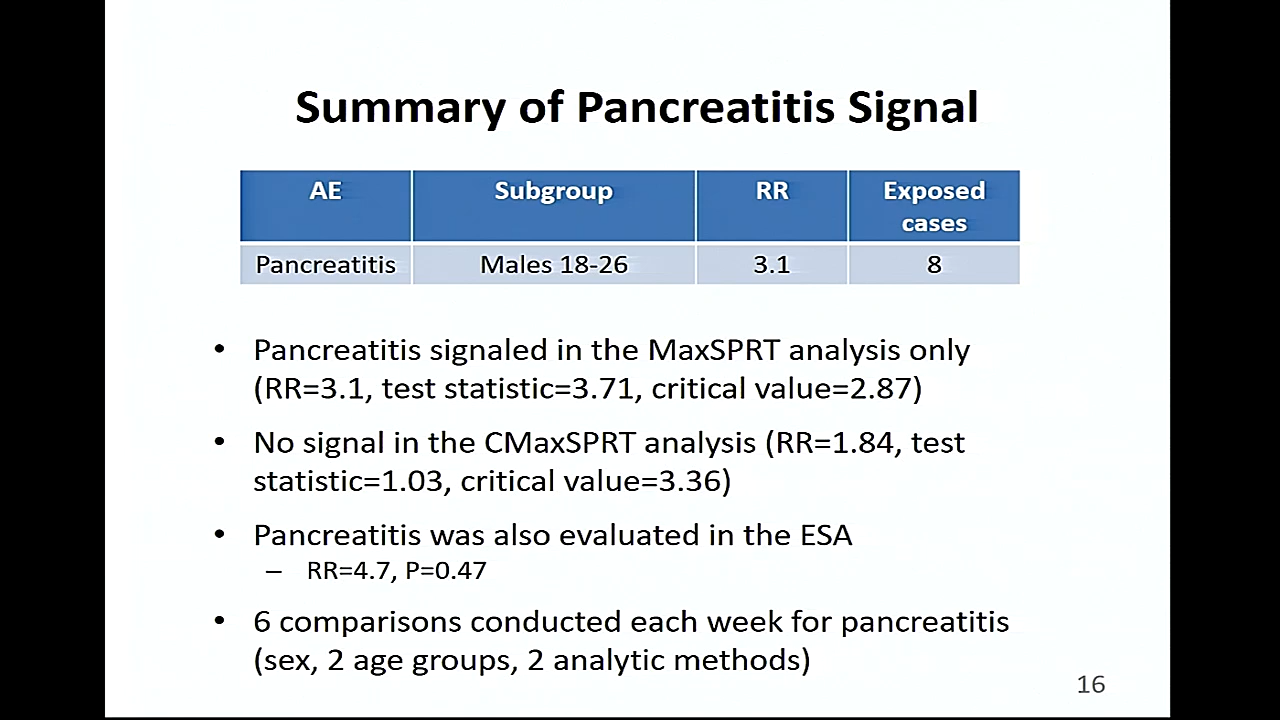 Summary of Pancreatitis Signal
AE Subgroup RR Exposed cases
Pancreatitis Males 18-26 3.1 8
• Pancreatitis signaled in the MaxSPRT analysis only
(RR=3.1, test statistic=3.71, critical value=2.87)
• No signal in the CMaxSPRT analysis (RR=1.84, test
statistic=1.03, critical value=3.36)
• Pancreatitis was also evaluated in the ESA
– RR=4.7, P=0.47
• 6 comparisons conducted each week for pancreatitis
(sex, 2 age groups, 2 analytic methods)
16